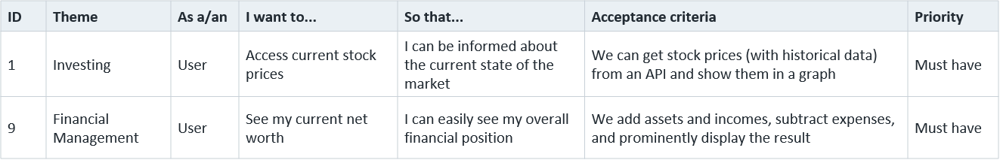 ID Theme As a/an I want to... So that... Acceptance criteria Priority
1
Investing
User
Access current stock
prices
I can be informed about
the current state of the
market
We can get stock prices (with historical data)
from an API and show them in a graph
Must have
9
Financial
Management
User
See my current net
worth
I can easily see my overall
financial position
We add assets and incomes, subtract expenses,
and prominently display the result
Must have